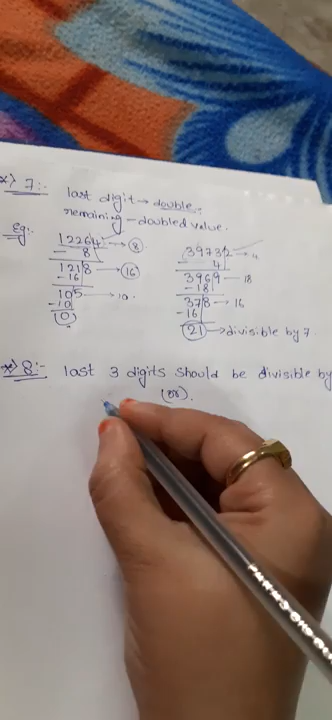 *) 7:-
last digit → double.
remaining - doubled value.
Eg:-
12264 → 8
- 8
1218 → 16
- 16
105 → 10
- 10
0
39732 → 4
4
3969 → 18
- 18
378 → 16
- 16
21 → divisible by 7.
*) 8:- last 3 digits should be divisible by
(or).